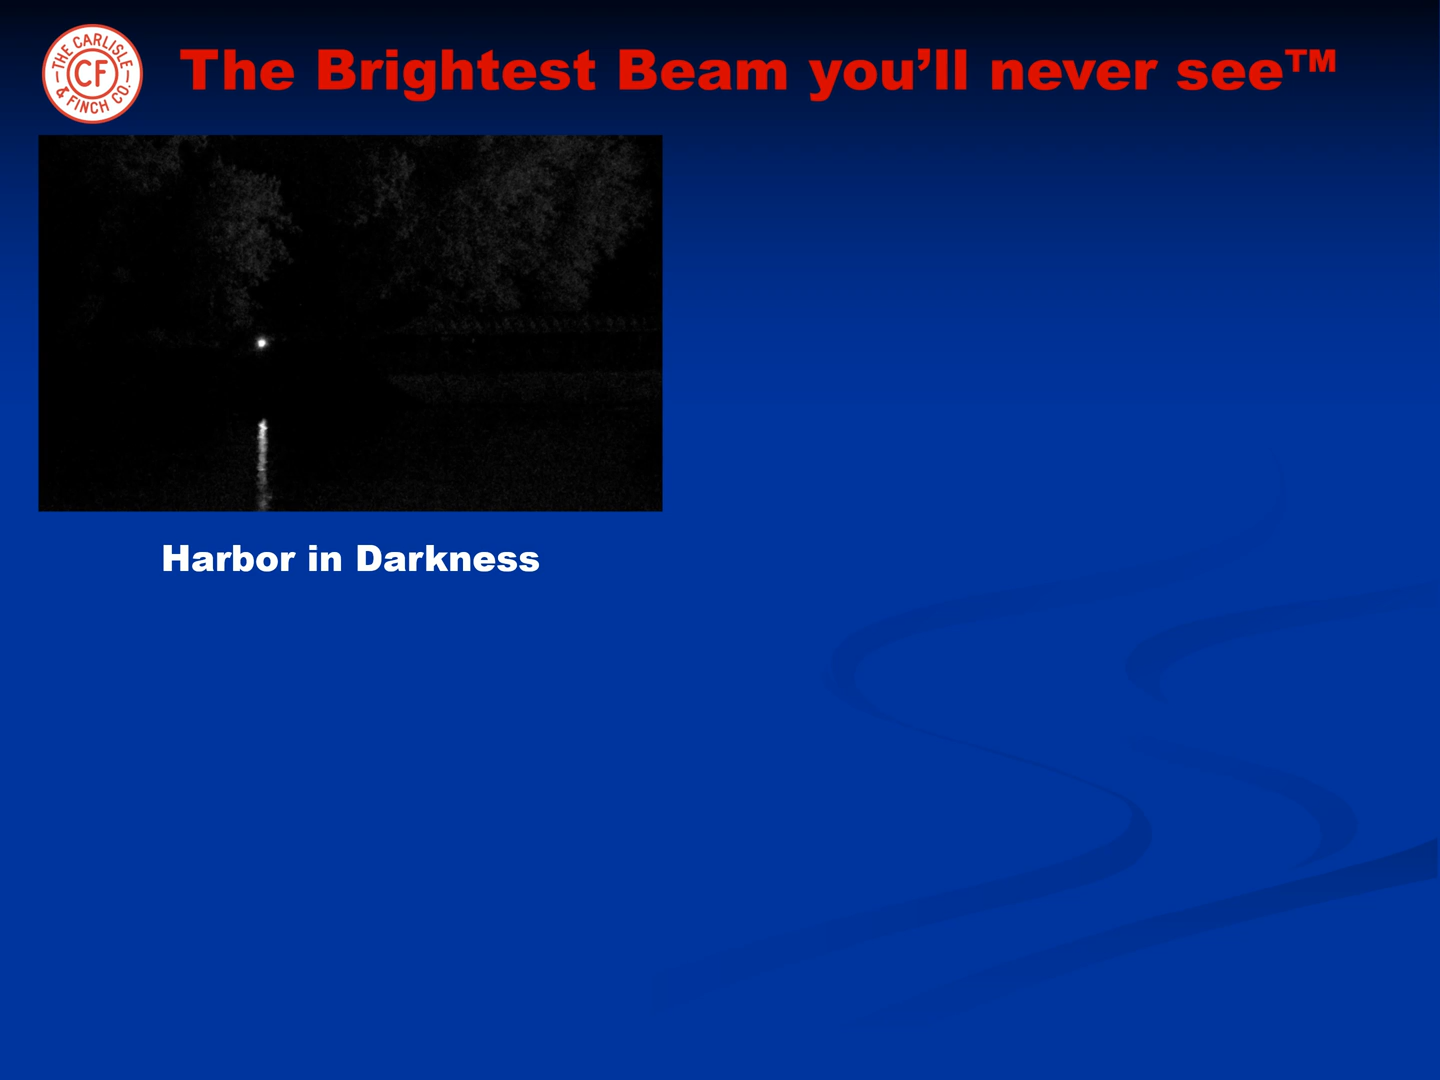 THE CARLISLE
CF
& FINCH CO.
The Brightest Beam you’ll never see™
Harbor in Darkness